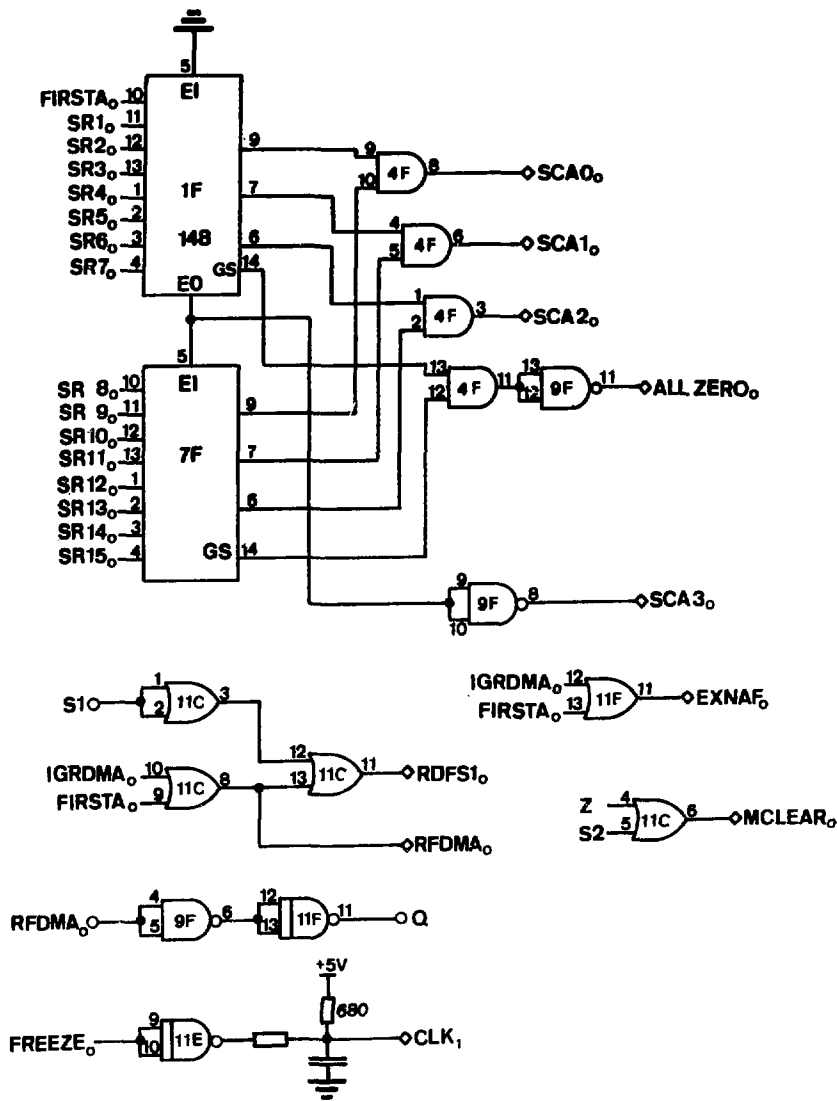 5
EI
FIRSTA₀ 10
SR1₀ 11
SR2₀ 12
SR3₀ 13
SR4₀ 1
SR5₀ 2
SR6₀ 3
SR7₀ 4
1F
148
9
7
6
GS 14
EO
9
10
4F
8
SCA0₀
4
5
4F
6
SCA1₀
1
2
4F
3
SCA2₀
13
12
4F
11
13
12
9F
11
ALL ZERO₀
5
EI
SR 8₀ 10
SR 9₀ 11
SR10₀ 12
SR11₀ 13
SR12₀ 1
SR13₀ 2
SR14₀ 3
SR15₀ 4
7F
9
7
6
GS 14
9
10
9F
8
SCA3₀
S1
1
2
11C
3
IGRDMA₀ 10
FIRSTA₀ 9
11C
8
12
13
11C
11
RDFS1₀
RFDMA₀
IGRDMA₀ 12
FIRSTA₀ 13
11F
11
EXNAF₀
Z 4
S2 5
11C
6
MCLEAR₀
RFDMA₀
4
5
9F
6
12
13
11F
11
Q
FREEZE₀
9
10
11E
+5V
680
CLK₁